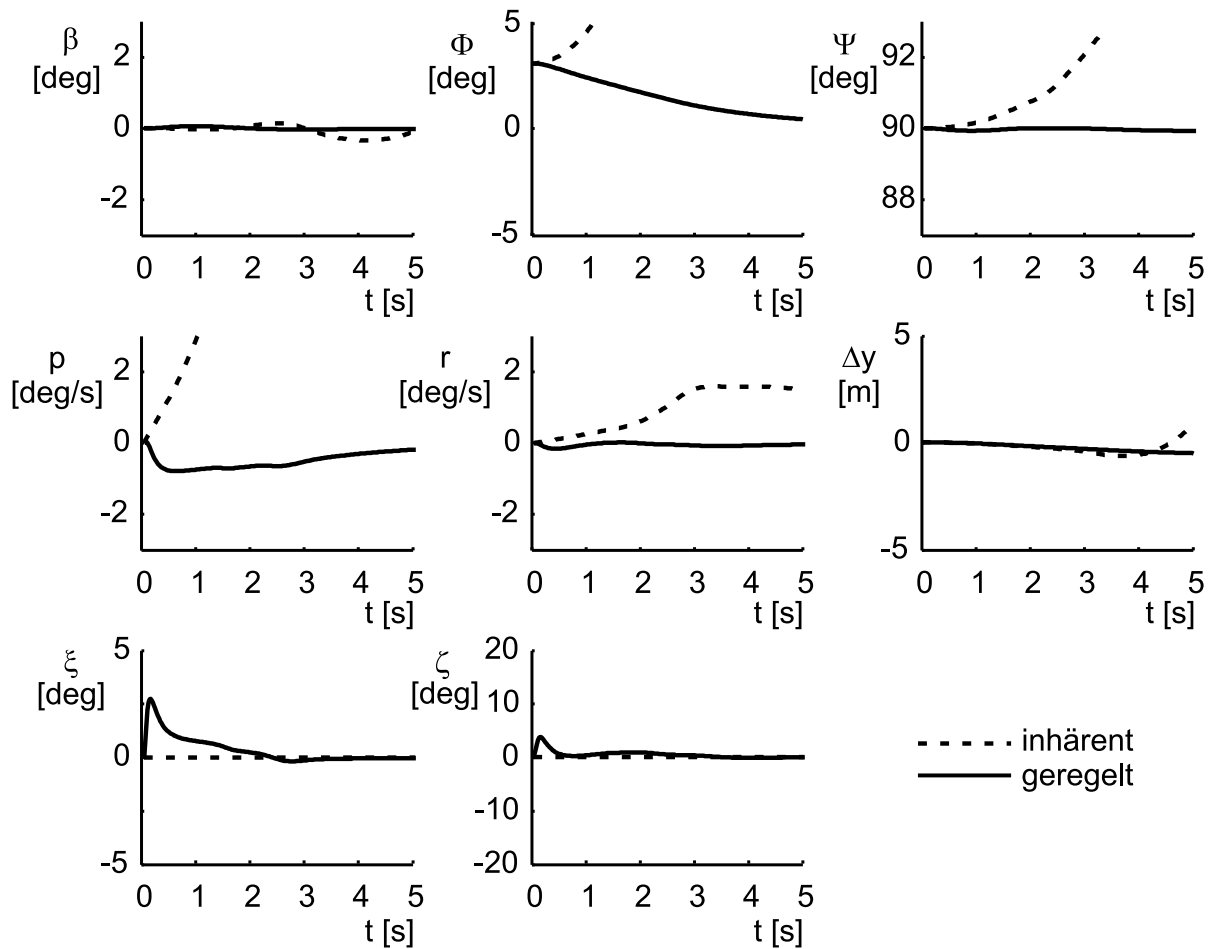 β
[deg]
2
0
-2
0 1 2 3 4 5
t [s]
Φ
[deg]
5
0
-5
0 1 2 3 4 5
t [s]
Ψ
[deg]
92
90
88
0 1 2 3 4 5
t [s]
p
[deg/s]
2
0
-2
0 1 2 3 4 5
t [s]
r
[deg/s]
2
0
-2
0 1 2 3 4 5
t [s]
Δy
[m]
5
0
-5
0 1 2 3 4 5
t [s]
ξ
[deg]
5
0
-5
0 1 2 3 4 5
t [s]
ζ
[deg]
20
10
0
-10
-20
0 1 2 3 4 5
t [s]
inhärent
geregelt